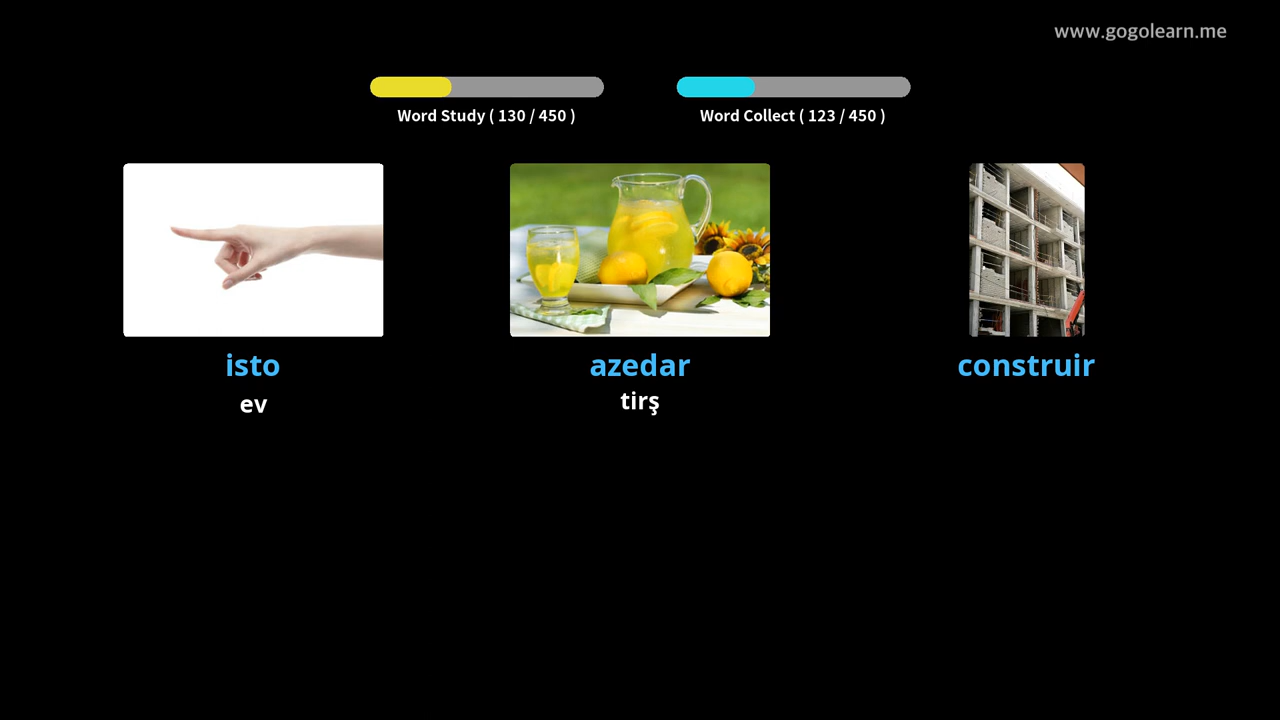 www.gogolearn.me
Word Study ( 130 / 450 )
Word Collect ( 123 / 450 )
isto
azedar
construir
ev
tirş